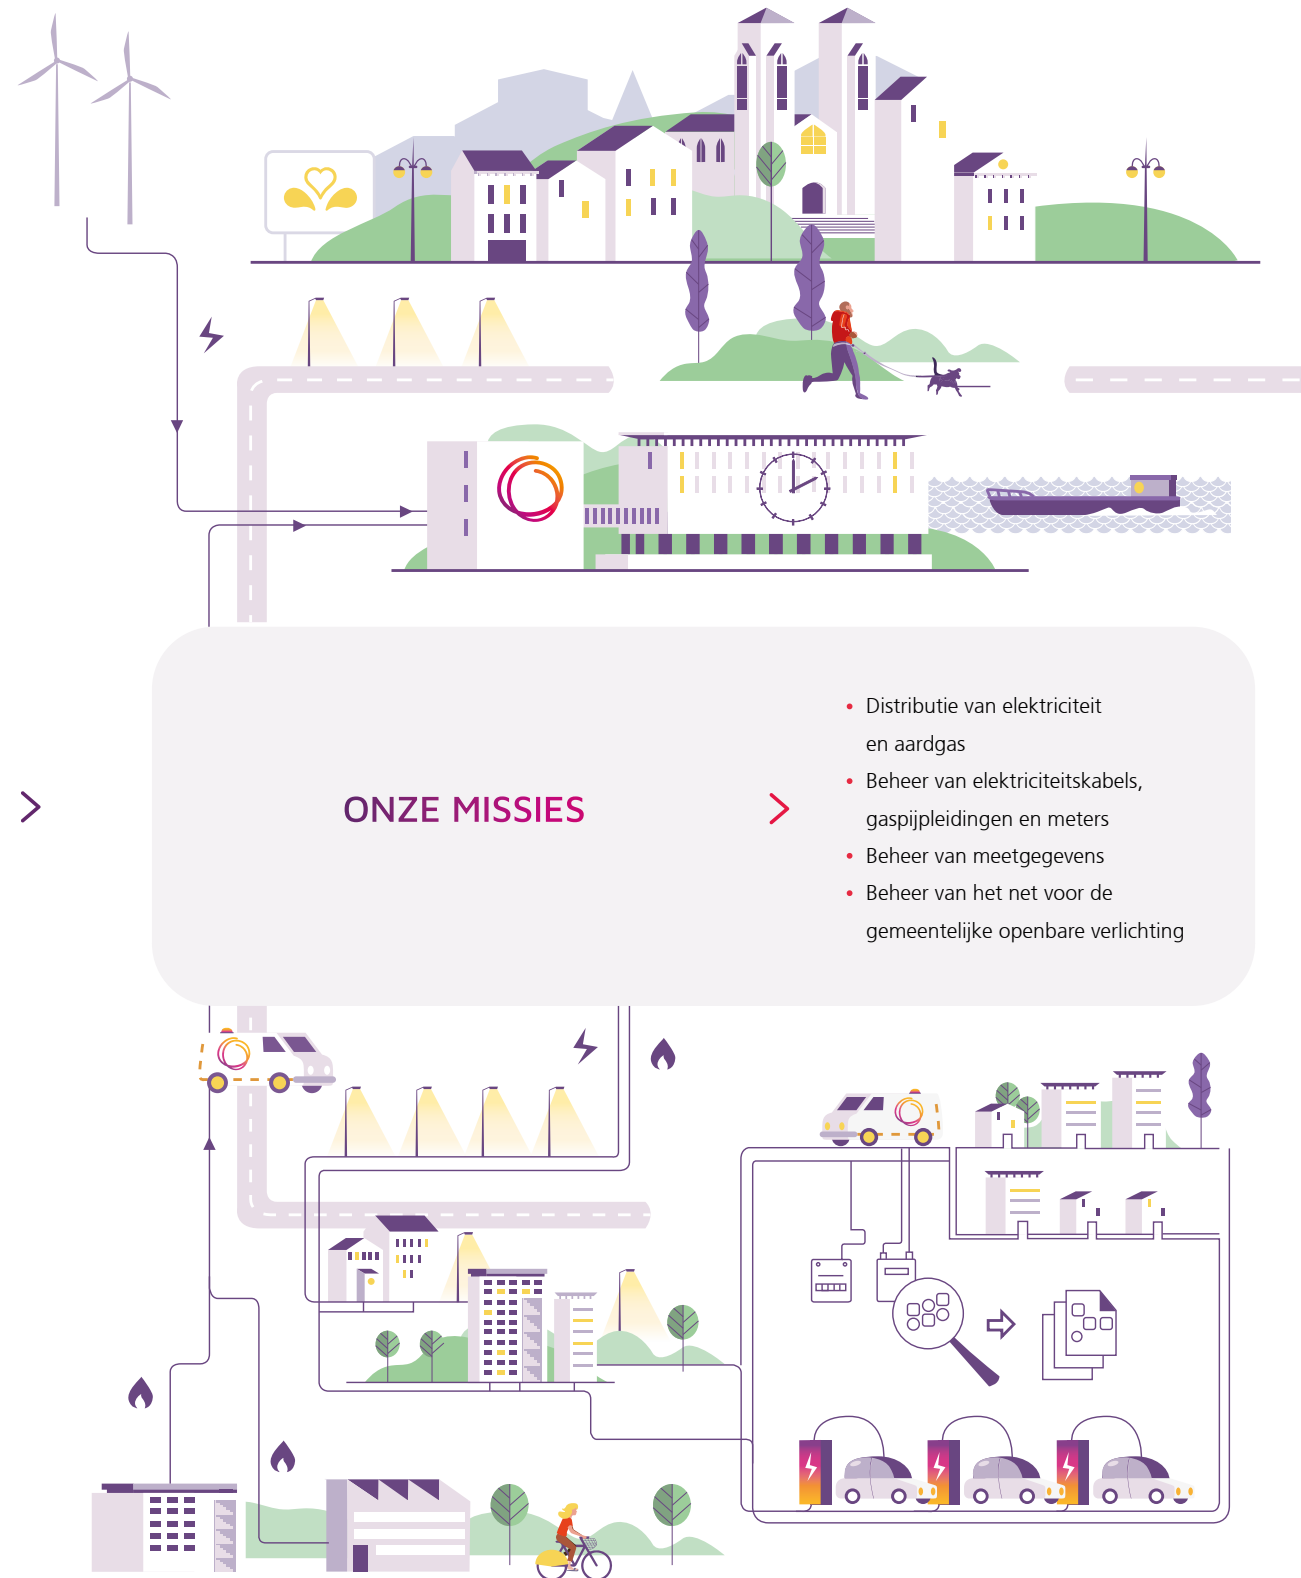 ONZE MISSIES
• Distributie van elektriciteit
en aardgas
• Beheer van elektriciteitskabels,
gaspijpleidingen en meters
• Beheer van meetgegevens
• Beheer van het net voor de
gemeentelijke openbare verlichting